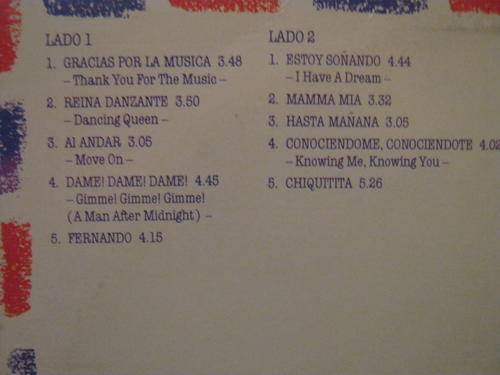 LADO 1
1. GRACIAS POR LA MUSICA 3.48
– Thank You For The Music –
2. REINA DANZANTE 3.50
– Dancing Queen –
3. Al ANDAR 3.05
– Move On –
4. DAME! DAME! DAME! 4.45
– Gimme! Gimme! Gimme!
( A Man After Midnight ) –
5. FERNANDO 4.15
LADO 2
1. ESTOY SOÑANDO 4.44
– I Have A Dream –
2. MAMMA MIA 3.32
3. HASTA MAÑANA 3.05
4. CONOCIENDOME, CONOCIENDOTE 4.02
– Knowing Me, Knowing You –
5. CHIQUITITA 5.26